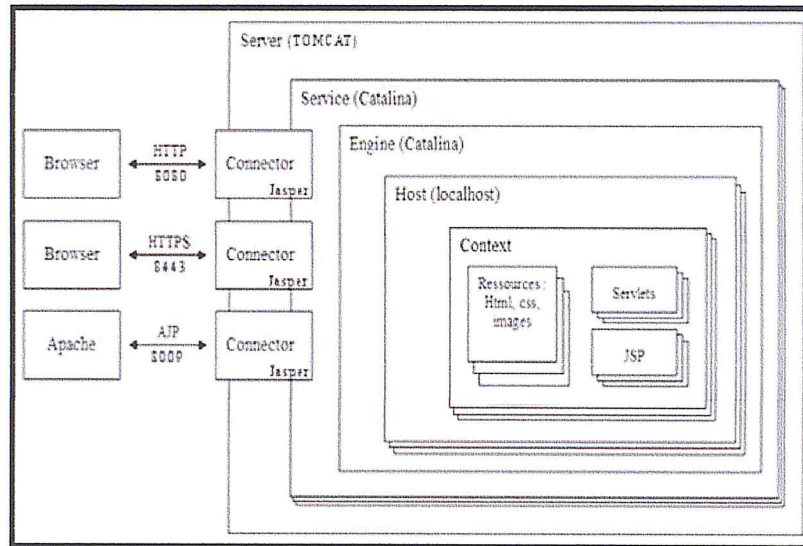 Server (TOMCAT)
Service (Catalina)
Engine (Catalina)
Host (localhost)
Context
Browser
HTTP
8080
Connector
Jasper
Browser
HTTPS
8443
Connector
Jasper
Apache
AJP
8009
Connector
Jasper
Ressources :
Html, css,
images
Servlets
JSP